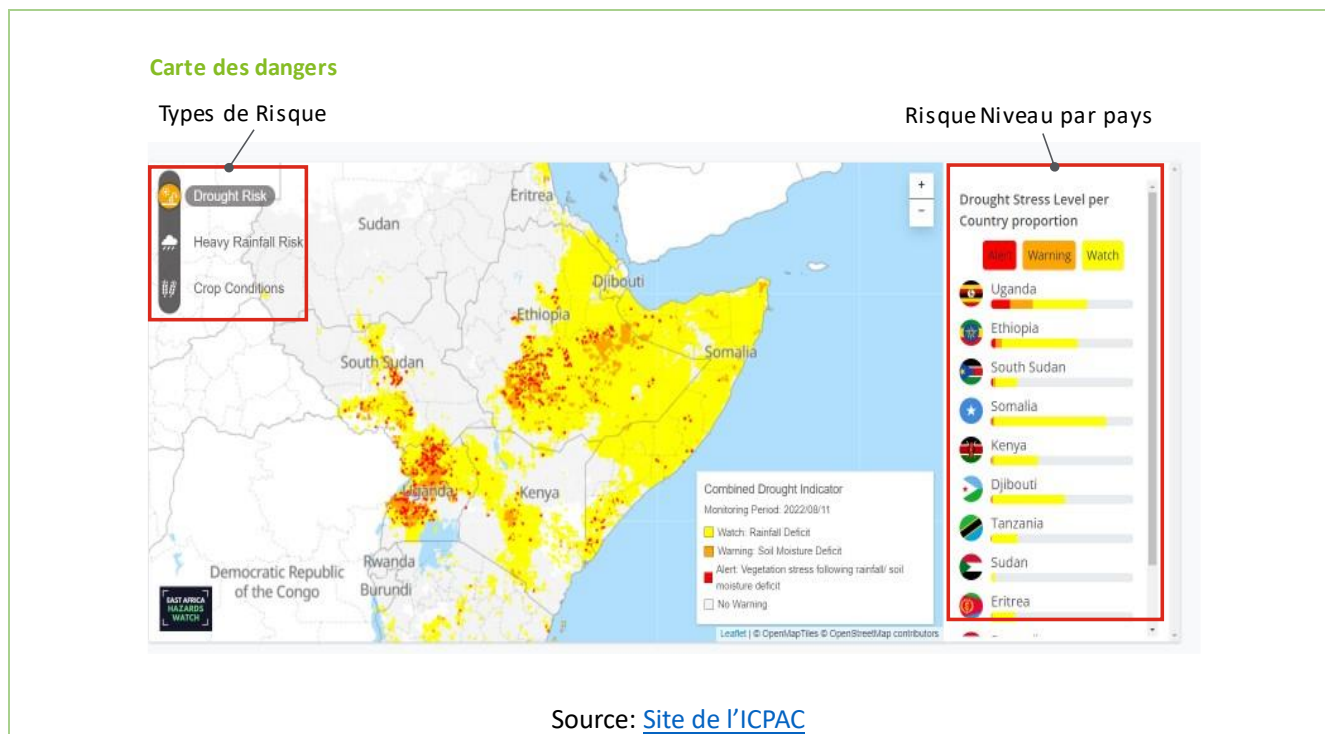 Carte des dangers
Types de Risque
Risque Niveau par pays
Drought Risk
Heavy Rainfall Risk
Crop Conditions
Eritrea
Sudan
Djibouti
Ethiopia
South Sudan
Somalia
Uganda
Kenya
Rwanda
Democratic Republic
of the Congo
Burundi
EAST AFRICA
HAZARDS
WATCH
+
-
Combined Drought Indicator
Monitoring Period: 2022/08/11
Watch: Rainfall Deficit
Warning: Soil Moisture Deficit
Alert: Vegetation stress following rainfall/ soil
moisture deficit
No Warning
Leaflet | © OpenMapTiles © OpenStreetMap contributors
Drought Stress Level per
Country proportion
Alert Warning Watch
Uganda
Ethiopia
South Sudan
Somalia
Kenya
Djibouti
Tanzania
Sudan
Eritrea
Source: Site de l’ICPAC